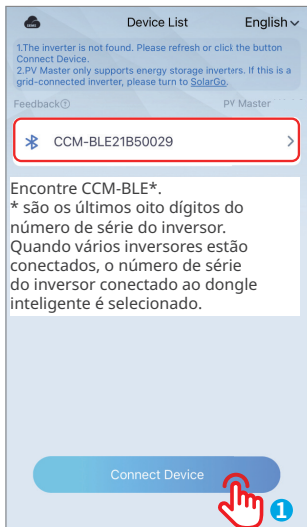 Device List English
1.The inverter is not found. Please refresh or click the button
Connect Device.
2.PV Master only supports energy storage inverters. If this is a
grid-connected inverter, please turn to SolarGo.
Feedback? PV Master
CCM-BLE21B50029
Encontre CCM-BLE*.
* são os últimos oito dígitos do
número de série do inversor.
Quando vários inversores estão
conectados, o número de série
do inversor conectado ao dongle
inteligente é selecionado.
Connect Device
1